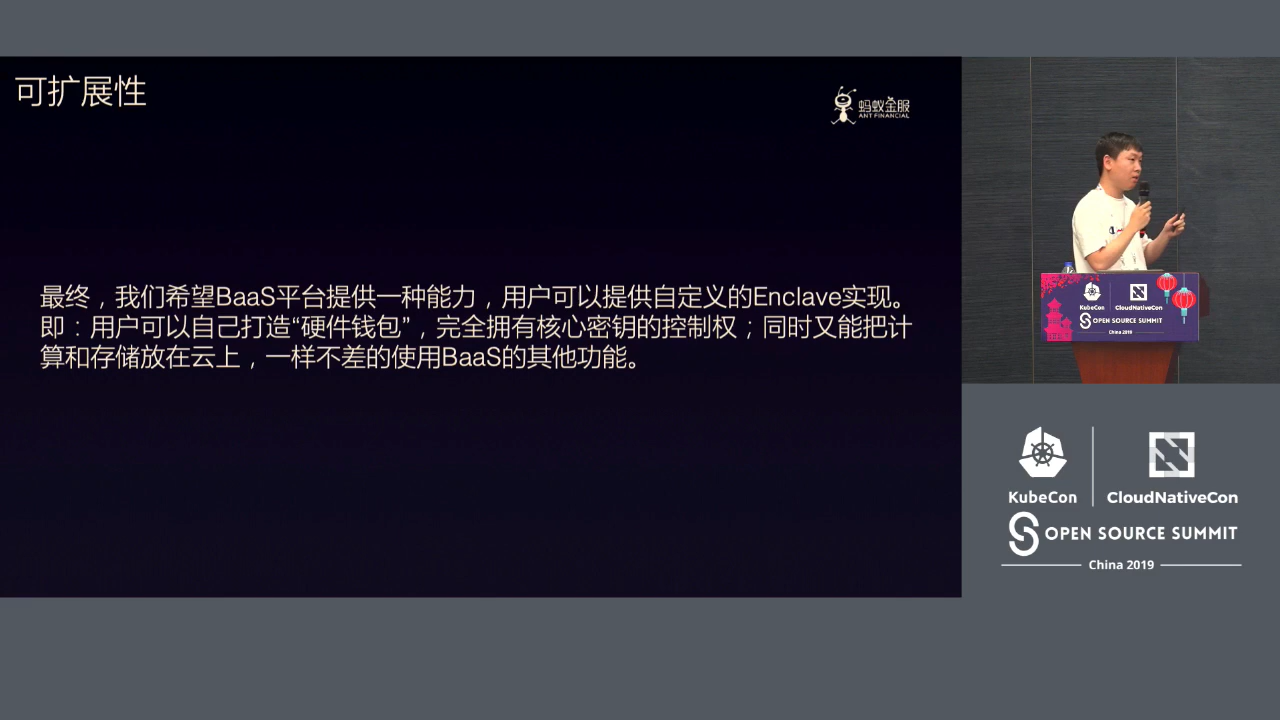 可扩展性
蚂蚁金服
ANT FINANCIAL
最终，我们希望BaaS平台提供一种能力，用户可以提供自定义的Enclave实现。
即：用户可以自己打造“硬件钱包”，完全拥有核心密钥的控制权；同时又能把计
算和存储放在云上，一样不差的使用BaaS的其他功能。
KubeCon
CloudNativeCon
OPEN SOURCE SUMMIT
China 2019
KubeCon
CloudNativeCon
OPEN SOURCE SUMMIT
China 2019